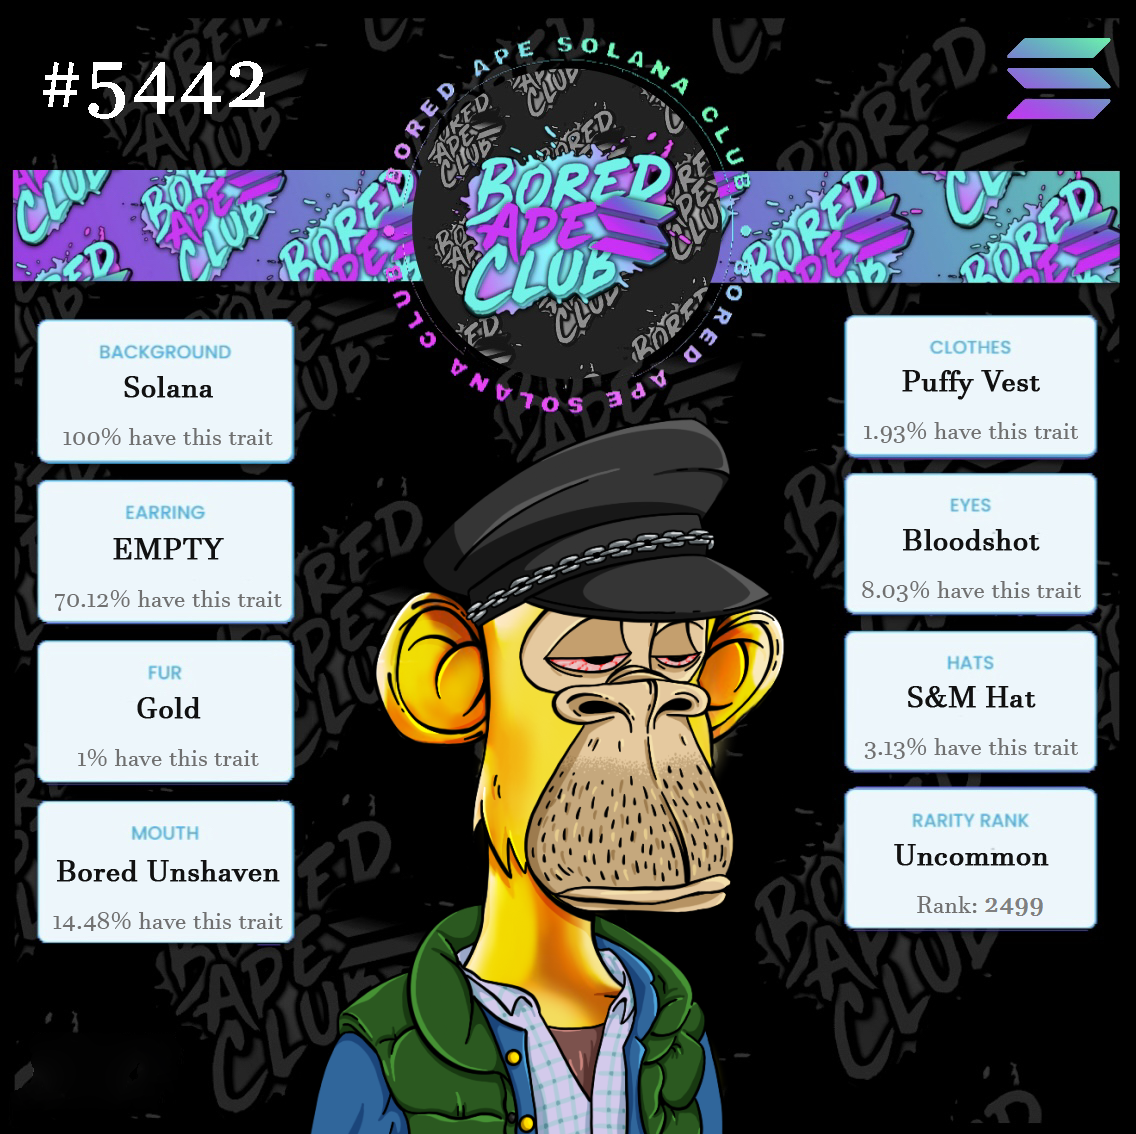 #5442
BORED APE SOLANA CLUB
BORED APE SOLANA CLUB
BORED
APE
CLUB
BACKGROUND
Solana
100% have this trait
EARRING
EMPTY
70.12% have this trait
FUR
Gold
1% have this trait
MOUTH
Bored Unshaven
14.48% have this trait
CLOTHES
Puffy Vest
1.93% have this trait
EYES
Bloodshot
8.03% have this trait
HATS
S&M Hat
3.13% have this trait
RARITY RANK
Uncommon
Rank: 2499